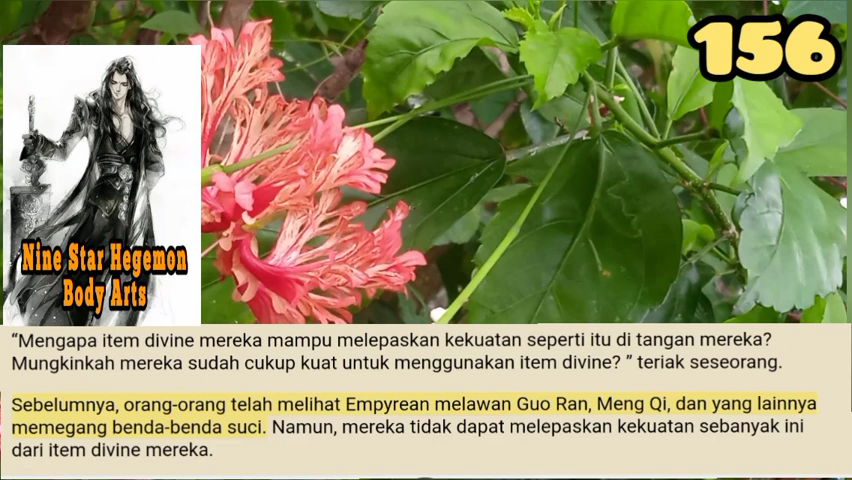 156
Nine Star Hegemon
Body Arts
“Mengapa item divine mereka mampu melepaskan kekuatan seperti itu di tangan mereka?
Mungkinkah mereka sudah cukup kuat untuk menggunakan item divine? ” teriak seseorang.
Sebelumnya, orang-orang telah melihat Empyrean melawan Guo Ran, Meng Qi, dan yang lainnya
memegang benda-benda suci. Namun, mereka tidak dapat melepaskan kekuatan sebanyak ini
dari item divine mereka.